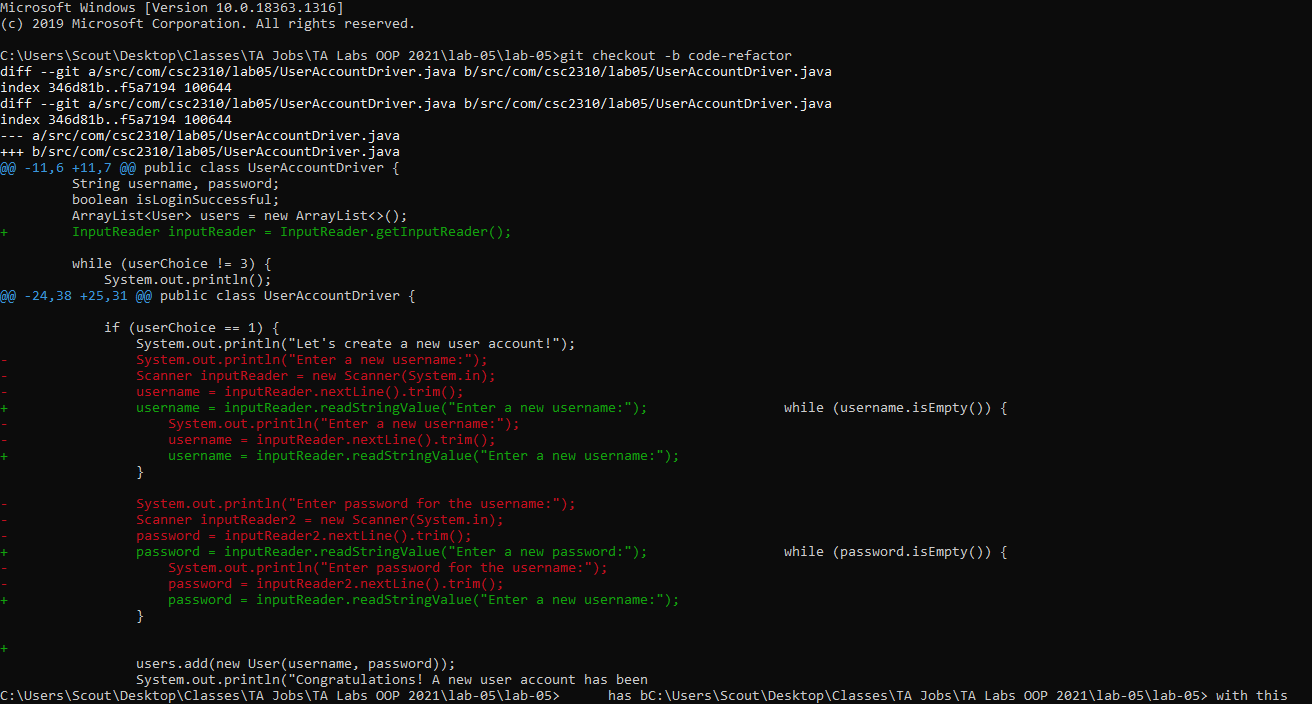 Microsoft Windows [Version 10.0.18363.1316]
(c) 2019 Microsoft Corporation. All rights reserved.
C:\Users\Scout\Desktop\Classes\TA Jobs\TA Labs OOP 2021\lab-05\lab-05>git checkout -b code-refactor
diff --git a/src/com/csc2310/lab05/UserAccountDriver.java b/src/com/csc2310/lab05/UserAccountDriver.java
index 346d81b..f5a7194 100644
diff --git a/src/com/csc2310/lab05/UserAccountDriver.java b/src/com/csc2310/lab05/UserAccountDriver.java
index 346d81b..f5a7194 100644
--- a/src/com/csc2310/lab05/UserAccountDriver.java
+++ b/src/com/csc2310/lab05/UserAccountDriver.java
@@ -11,6 +11,7 @@ public class UserAccountDriver {
        String username, password;
        boolean isLoginSuccessful;
        ArrayList<User> users = new ArrayList<>();
+        InputReader inputReader = InputReader.getInputReader();
        while (userChoice != 3) {
            System.out.println();
@@ -24,38 +25,31 @@ public class UserAccountDriver {
            if (userChoice == 1) {
                System.out.println("Let's create a new user account!");
-                System.out.println("Enter a new username:");
-                Scanner inputReader = new Scanner(System.in);
-                username = inputReader.nextLine().trim();
+                username = inputReader.readStringValue("Enter a new username:");                 while (username.isEmpty()) {
-                    System.out.println("Enter a new username:");
-                    username = inputReader.nextLine().trim();
+                    username = inputReader.readStringValue("Enter a new username:");
                }
-                System.out.println("Enter password for the username:");
-                Scanner inputReader2 = new Scanner(System.in);
-                password = inputReader2.nextLine().trim();
+                password = inputReader.readStringValue("Enter a new password:");                 while (password.isEmpty()) {
-                    System.out.println("Enter password for the username:");
-                    password = inputReader2.nextLine().trim();
+                    password = inputReader.readStringValue("Enter a new username:");
                }
+
                users.add(new User(username, password));
                System.out.println("Congratulations! A new user account has been
C:\Users\Scout\Desktop\Classes\TA Jobs\TA Labs OOP 2021\lab-05\lab-05>      has bC:\Users\Scout\Desktop\Classes\TA Jobs\TA Labs OOP 2021\lab-05\lab-05> with this